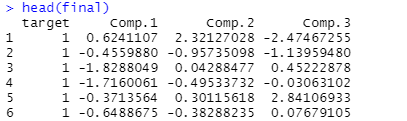 > head(final)
target Comp.1 Comp.2 Comp.3
1 1 0.6241107 2.32127028 -2.47467255
2 1 -0.4559880 -0.95735098 -1.13959480
3 1 -1.8288049 0.04288477 0.45222878
4 1 -1.7160061 -0.49533732 -0.03063102
5 1 -0.3713564 0.30115618 2.84106933
6 1 -0.6488675 -0.38288235 0.07679105